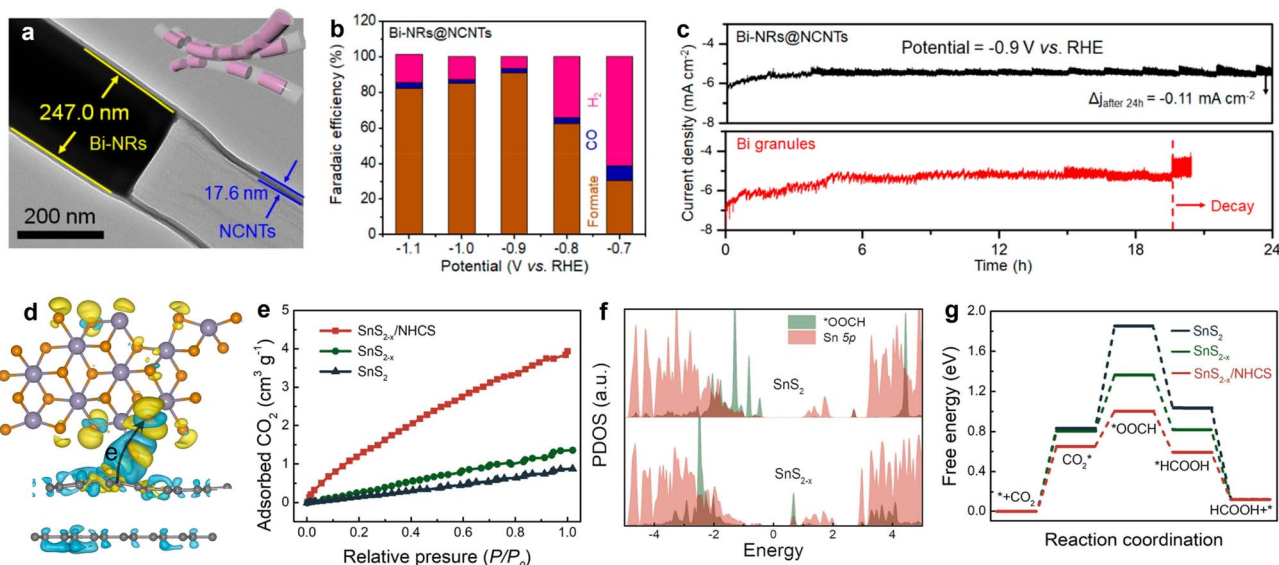 a
247.0 nm
Bi-NRs
17.6 nm
NCNTs
200 nm
b
Bi-NRs@NCNTs
Faradaic efficiency (%)
100
80
60
40
20
0
Formate
CO
H2
-1.1
-1.0
-0.9
-0.8
-0.7
Potential (V vs. RHE)
c
Bi-NRs@NCNTs
Potential = -0.9 V vs. RHE
Δjafter 24h = -0.11 mA cm-2
-4
-6
-8
Bi granules
Decay
-4
-6
-8
Current density (mA cm-2)
0
6
12
18
24
Time (h)
d
e
e
SnS2-x/NHCS
SnS2-x
SnS2
Adsorbed CO2 (cm3 g-1)
5
4
3
2
1
0
0.0
0.2
0.4
0.6
0.8
1.0
Relative presure (P/P0)
f
*OOCH
Sn 5p
SnS2
SnS2-x
PDOS (a.u.)
-4
-2
0
2
4
Energy
g
SnS2
SnS2-x
SnS2-x/NHCS
Free energy (eV)
2.0
1.6
1.2
0.8
0.4
0.0
*+CO2
CO2*
*OOCH
*HCOOH
HCOOH+*
Reaction coordination